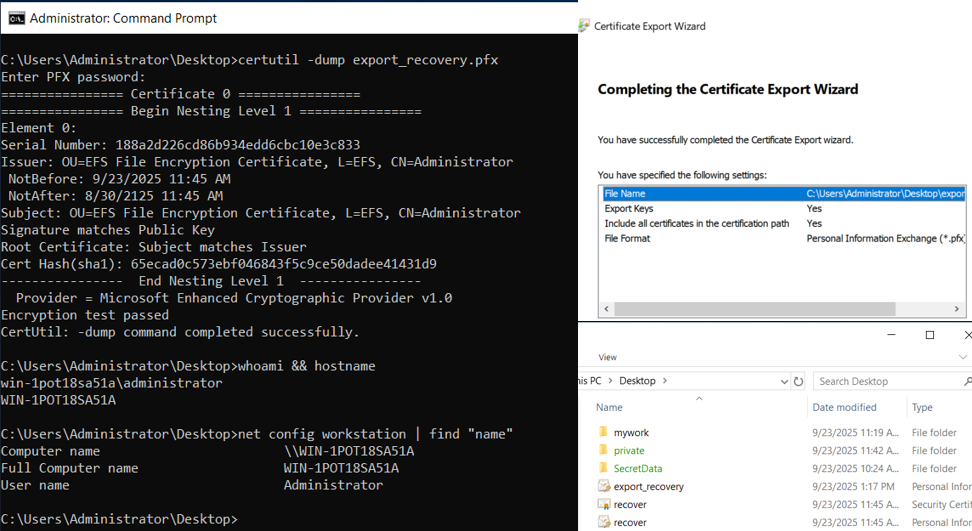 Administrator: Command Prompt
C:\Users\Administrator\Desktop>certutil -dump export_recovery.pfx
Enter PFX password:
================ Certificate 0 ================
================ Begin Nesting Level 1 ================
Element 0:
Serial Number: 188a2d226cd86b934edd6cbc10e3c833
Issuer: OU=EFS File Encryption Certificate, L=EFS, CN=Administrator
 NotBefore: 9/23/2025 11:45 AM
 NotAfter: 8/30/2125 11:45 AM
Subject: OU=EFS File Encryption Certificate, L=EFS, CN=Administrator
Signature matches Public Key
Root Certificate: Subject matches Issuer
Cert Hash(sha1): 65ecad0c573ebf046843f5c9ce50dadee41431d9
----------------  End Nesting Level 1  ----------------
  Provider = Microsoft Enhanced Cryptographic Provider v1.0
Encryption test passed
CertUtil: -dump command completed successfully.
C:\Users\Administrator\Desktop>whoami && hostname
win-1pot18sa51a\administrator
WIN-1POT18SA51A
C:\Users\Administrator\Desktop>net config workstation | find "name"
Computer name                        \\WIN-1POT18SA51A
Full Computer name                   WIN-1POT18SA51A
User name                            Administrator
C:\Users\Administrator\Desktop>
Certificate Export Wizard
Completing the Certificate Export Wizard
You have successfully completed the Certificate Export wizard.
You have specified the following settings:
File Name C:\Users\Administrator\Desktop\expor
Export Keys Yes
Include all certificates in the certification path Yes
File Format Personal Information Exchange (*.pfx)
View
his PC > Desktop > Search Desktop
Name Date modified Type
mywork 9/23/2025 11:19 A... File folder
private 9/23/2025 11:42 A... File folder
SecretData 9/23/2025 10:24 A... File folder
export_recovery 9/23/2025 1:17 PM Personal Infor
recover 9/23/2025 11:45 A... Security Certi
recover 9/23/2025 11:45 A... Personal Infor